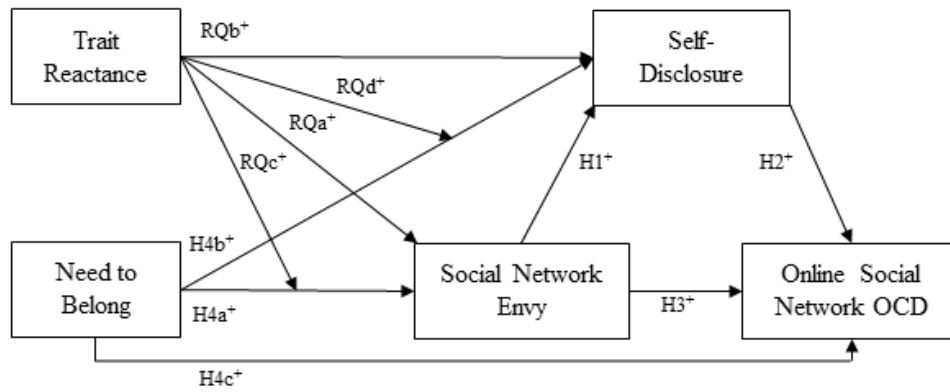 Trait
Reactance
RQb+
Self-
Disclosure
RQd+
RQa+
RQc+
H1+
H2+
H4b+
Need to
Belong
H4a+
Social Network
Envy
H3+
Online Social
Network OCD
H4c+